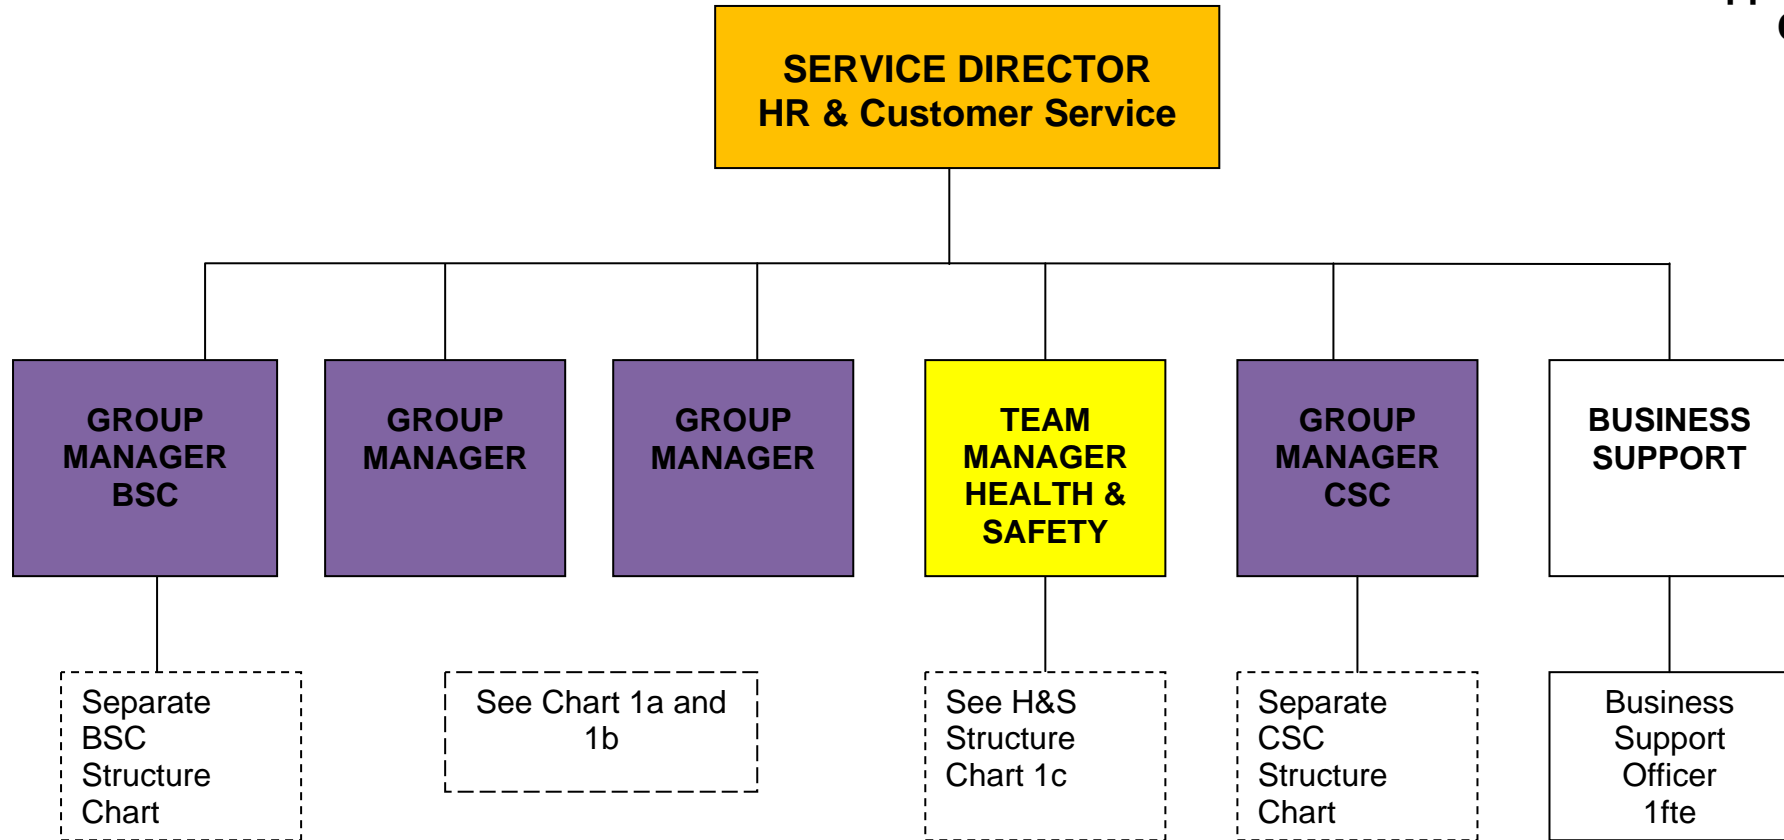 SERVICE DIRECTOR
HR & Customer Service
GROUP
MANAGER
BSC
GROUP
MANAGER
GROUP
MANAGER
TEAM
MANAGER
HEALTH &
SAFETY
GROUP
MANAGER
CSC
BUSINESS
SUPPORT
Separate
BSC
Structure
Chart
See Chart 1a and
1b
See H&S
Structure
Chart 1c
Separate
CSC
Structure
Chart
Business
Support
Officer
1fte